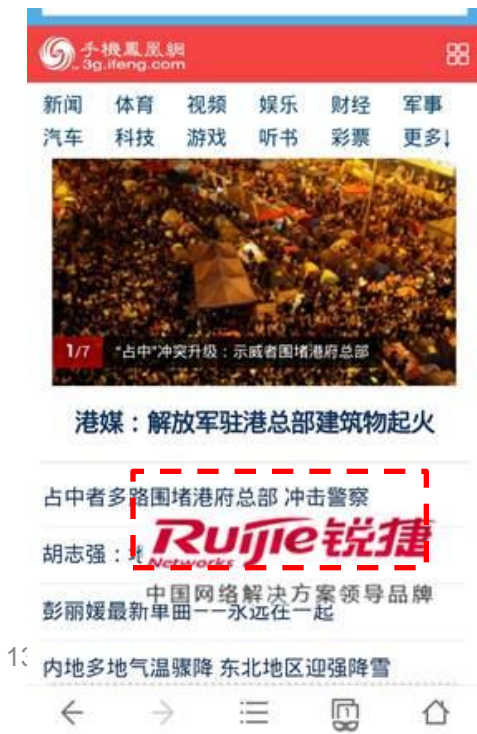 手機鳳凰網
3g.ifeng.com
新闻 体育 视频 娱乐 财经 军事
汽车 科技 游戏 听书 彩票 更多↓
1/7 “占中”冲突升级：示威者围堵港府总部
港媒：解放军驻港总部建筑物起火
占中者多路围堵港府总部 冲击警察
Ruijie锐捷
Networks
胡志强：
中国网络解决方案领导品牌
彭丽媛最新单曲——永远在一起
13
内地多地气温骤降 东北地区迎强降雪
1